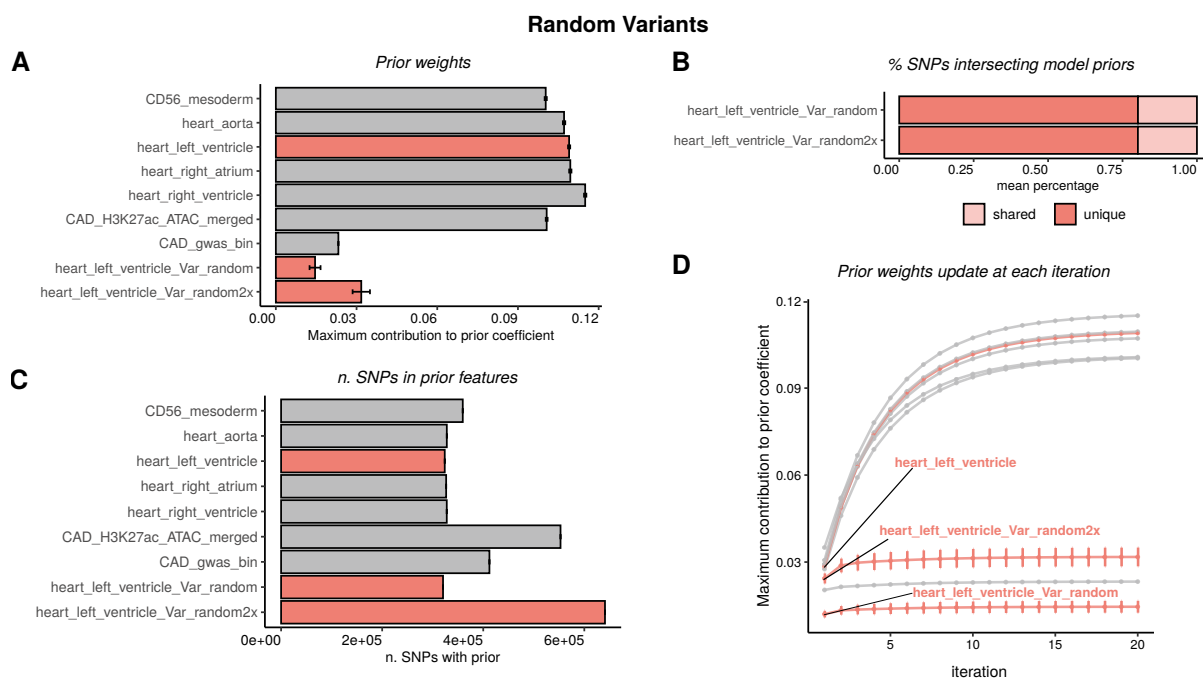 Random Variants
A
Prior weights
CD56_mesoderm
heart_aorta
heart_left_ventricle
heart_right_atrium
heart_right_ventricle
CAD_H3K27ac_ATAC_merged
CAD_gwas_bin
heart_left_ventricle_Var_random
heart_left_ventricle_Var_random2x
0.00 0.03 0.06 0.09 0.12
Maximum contribution to prior coefficient
B
% SNPs intersecting model priors
heart_left_ventricle_Var_random
heart_left_ventricle_Var_random2x
0.00 0.25 0.50 0.75 1.00
mean percentage
shared unique
C
n. SNPs in prior features
CD56_mesoderm
heart_aorta
heart_left_ventricle
heart_right_atrium
heart_right_ventricle
CAD_H3K27ac_ATAC_merged
CAD_gwas_bin
heart_left_ventricle_Var_random
heart_left_ventricle_Var_random2x
0e+00 2e+05 4e+05 6e+05
n. SNPs with prior
D
Prior weights update at each iteration
Maximum contribution to prior coefficient
0.12
0.09
0.06
0.03
heart_left_ventricle
heart_left_ventricle_Var_random2x
heart_left_ventricle_Var_random
5 10 15 20
iteration